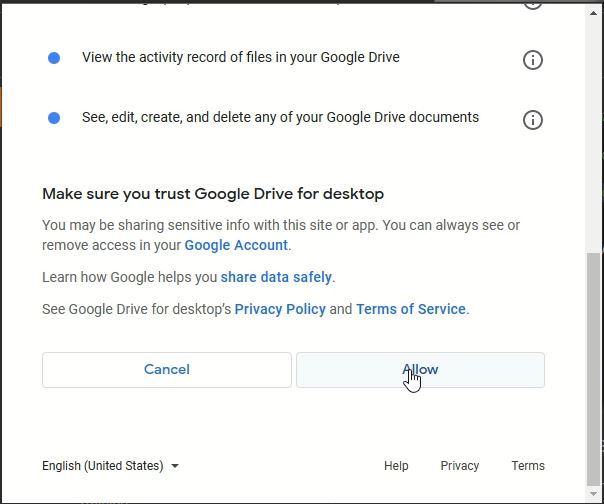 View the activity record of files in your Google Drive
See, edit, create, and delete any of your Google Drive documents
Make sure you trust Google Drive for desktop
You may be sharing sensitive info with this site or app. You can always see or
remove access in your Google Account.
Learn how Google helps you share data safely.
See Google Drive for desktop's Privacy Policy and Terms of Service.
Cancel
Allow
English (United States)
Help
Privacy
Terms